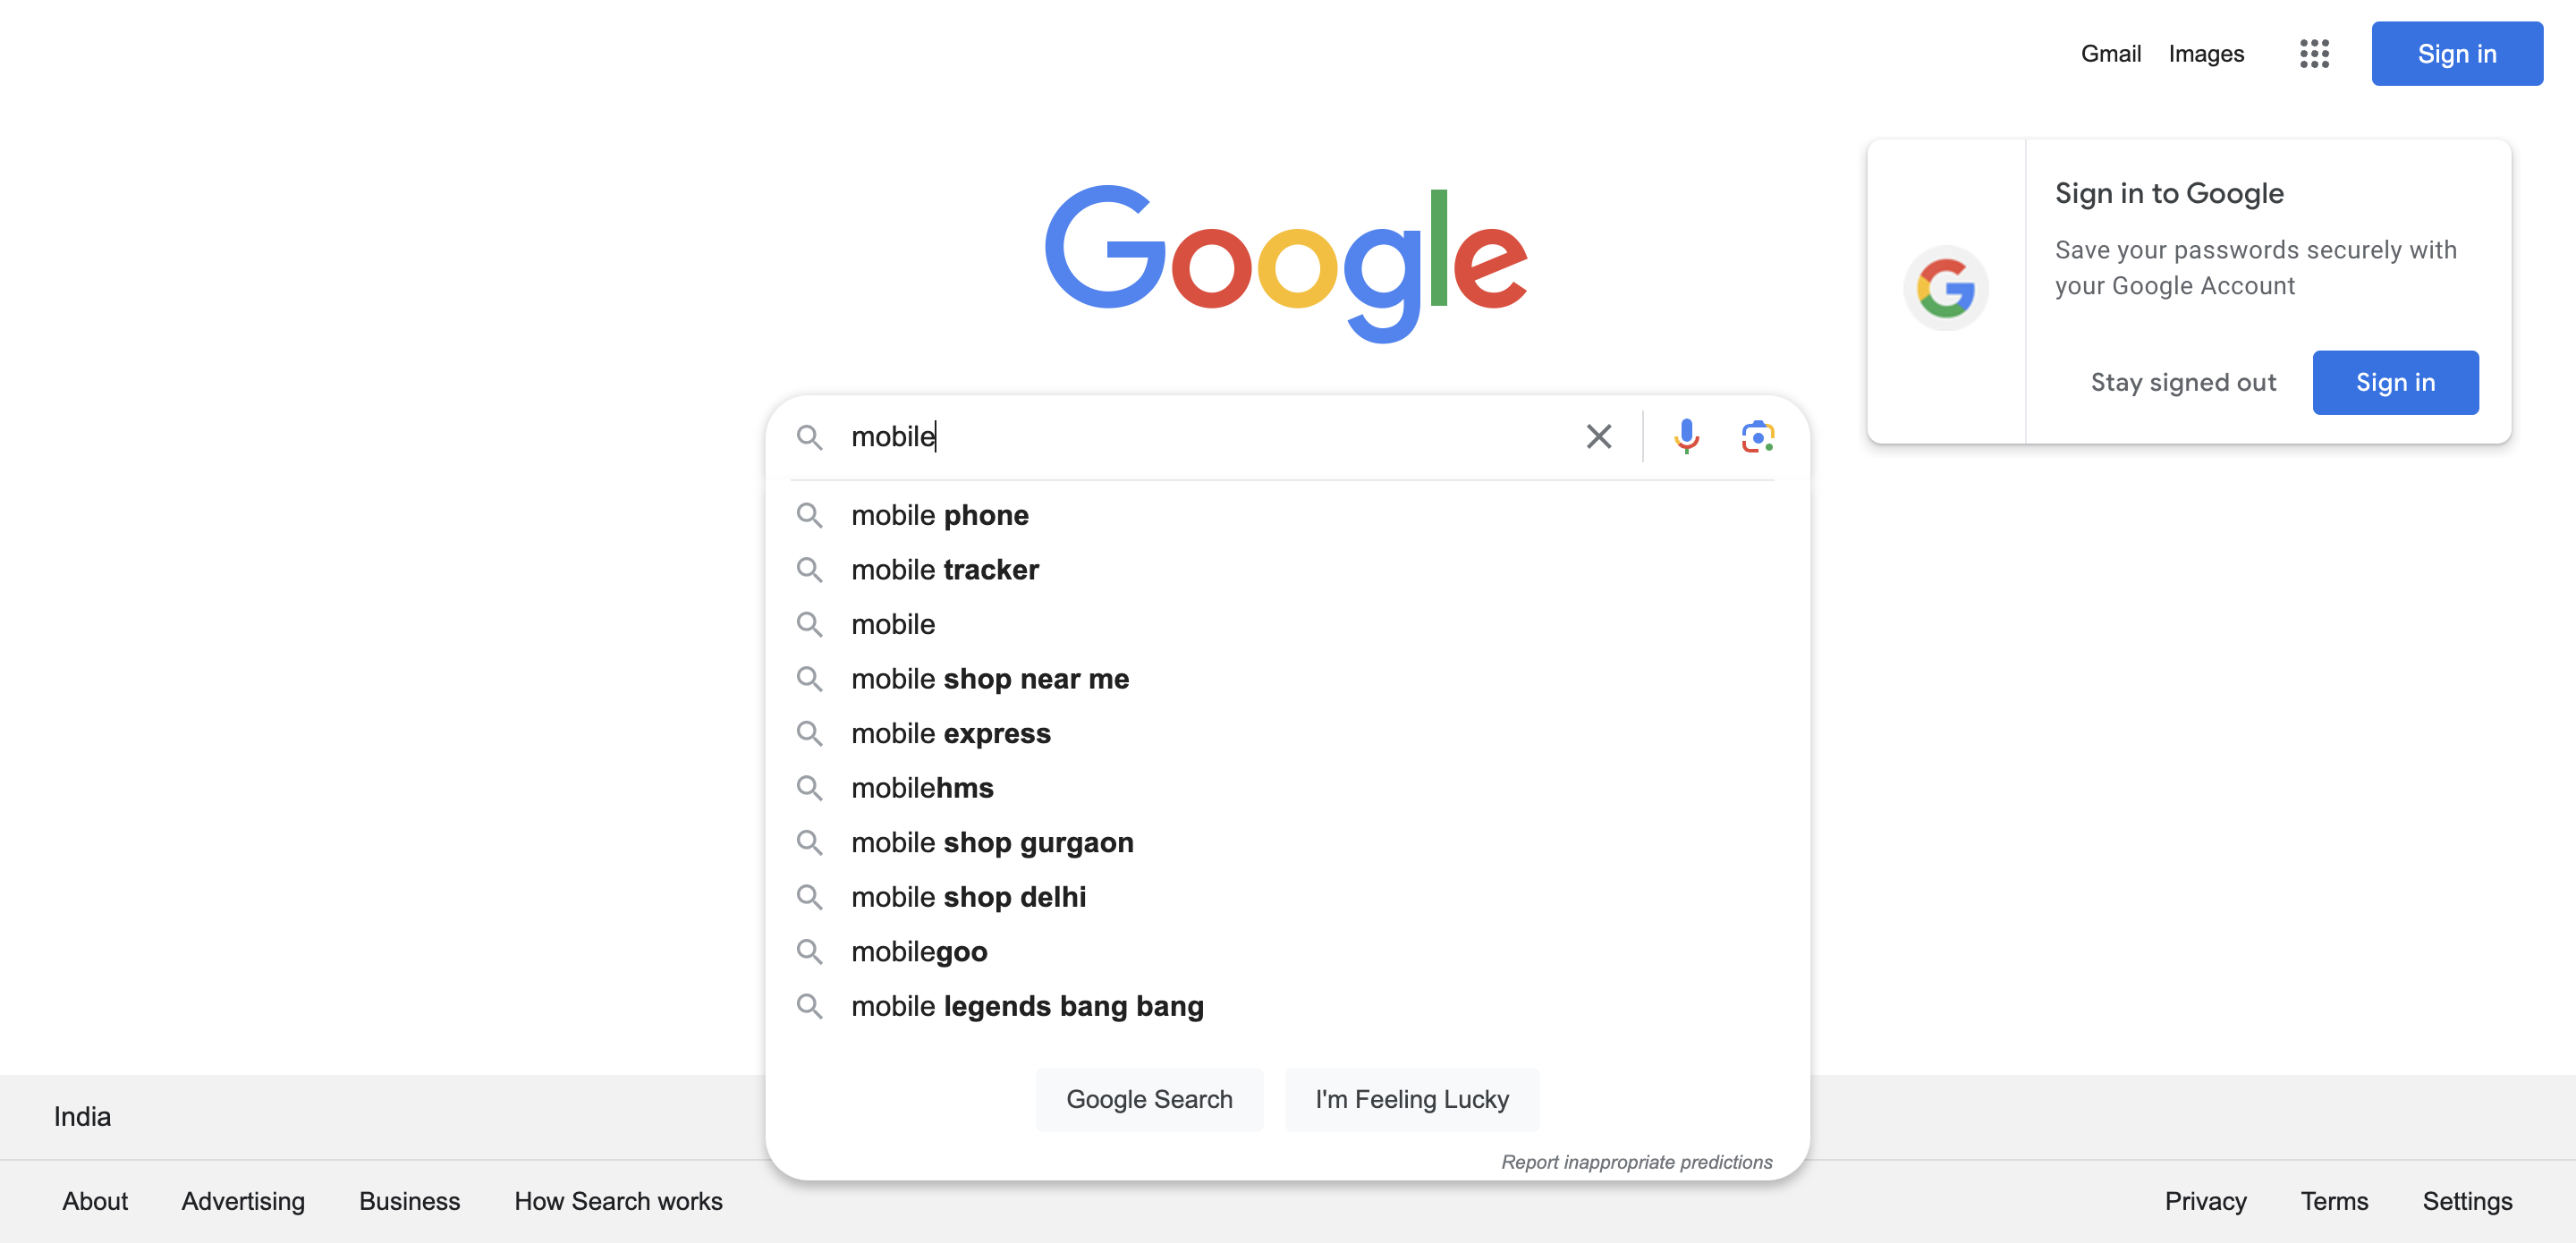 Gmail Images Sign in
Google
Sign in to Google
Save your passwords securely with
your Google Account
Stay signed out Sign in
mobile
mobile phone
mobile tracker
mobile
mobile shop near me
mobile express
mobilehms
mobile shop gurgaon
mobile shop delhi
mobilegoo
mobile legends bang bang
Google Search I'm Feeling Lucky
Report inappropriate predictions
India
About Advertising Business How Search works Privacy Terms Settings